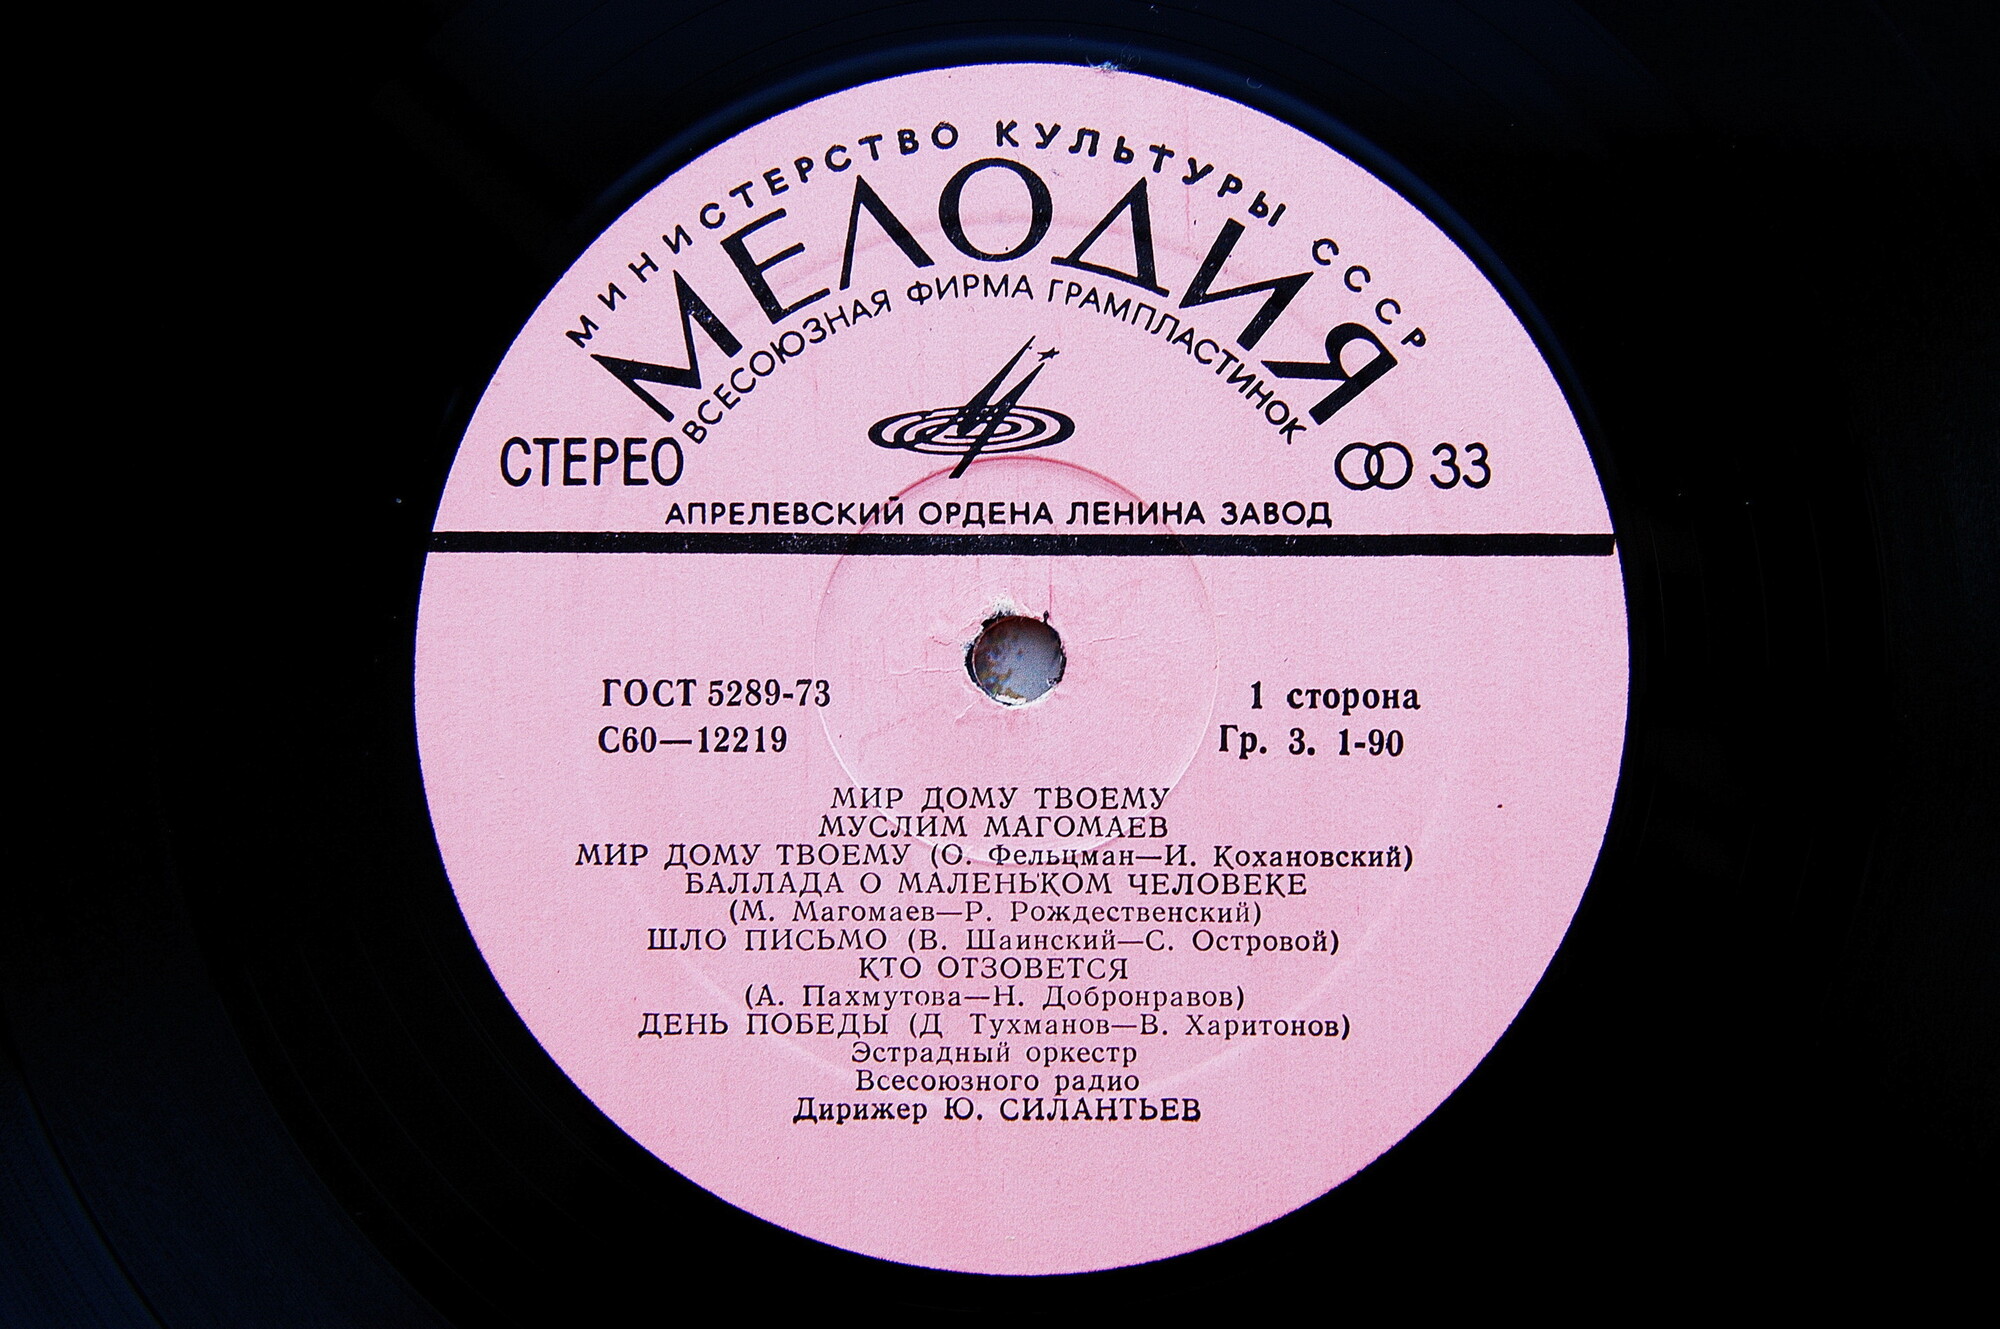 МИНИСТЕРСТВО КУЛЬТУРЫ СССР
МЕЛОДИЯ
ВСЕСОЮЗНАЯ ФИРМА ГРАМПЛАСТИНОК
СТЕРЕО
33
АПРЕЛЕВСКИЙ ОРДЕНА ЛЕНИНА ЗАВОД
ГОСТ 5289-73
1 сторона
С60—12219
Гр. 3. 1-90
МИР ДОМУ ТВОЕМУ
МУСЛИМ МАГОМАЕВ
МИР ДОМУ ТВОЕМУ (О. Фельцман—И. Кохановский)
БАЛЛАДА О МАЛЕНЬКОМ ЧЕЛОВЕКЕ
(М. Магомаев—Р. Рождественский)
ШЛО ПИСЬМО (В. Шаинский—С. Островой)
КТО ОТЗОВЕТСЯ
(А. Пахмутова—Н. Добронравов)
ДЕНЬ ПОБЕДЫ (Д Тухманов—В. Харитонов)
Эстрадный оркестр
Всесоюзного радио
Дирижер Ю. СИЛАНТЬЕВ